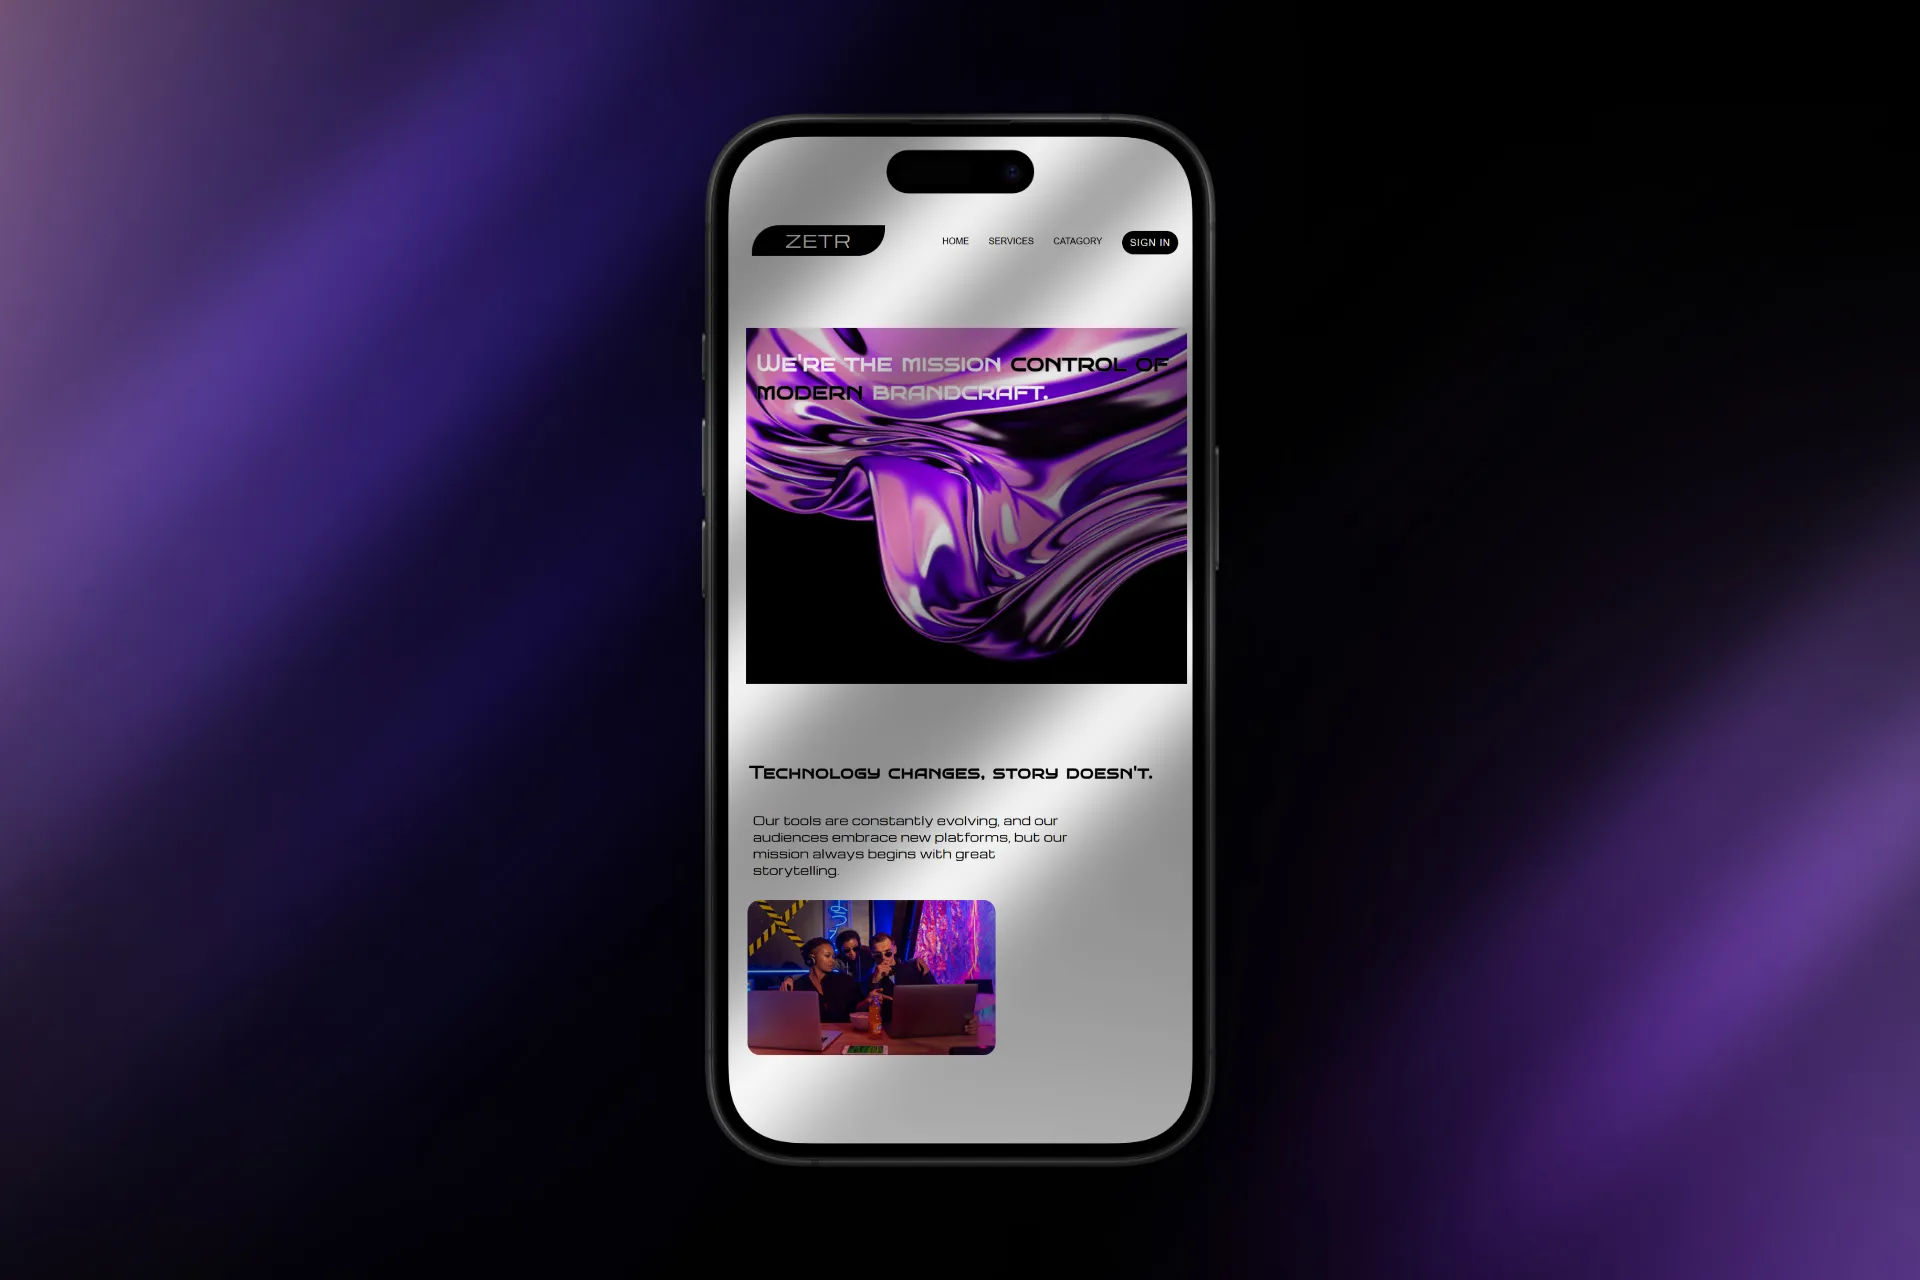 ZETR
HOME SERVICES CATAGORY SIGN IN
We're the mission control of
modern brandcraft.
Technology changes, story doesn't.
Our tools are constantly evolving, and our
audiences embrace new platforms, but our
mission always begins with great
storytelling.